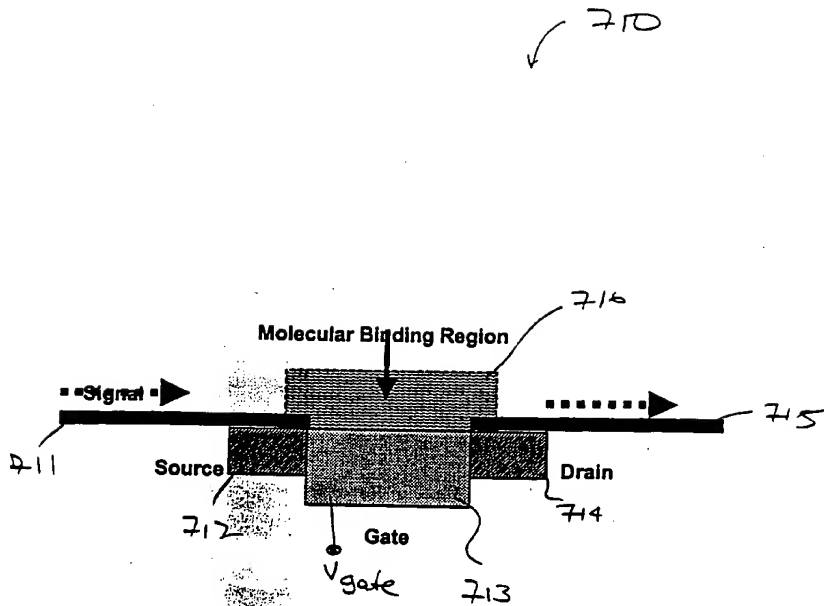 710
716
Molecular Binding Region
Signal
711
715
Source
Drain
712
714
Gate
Vgate
713